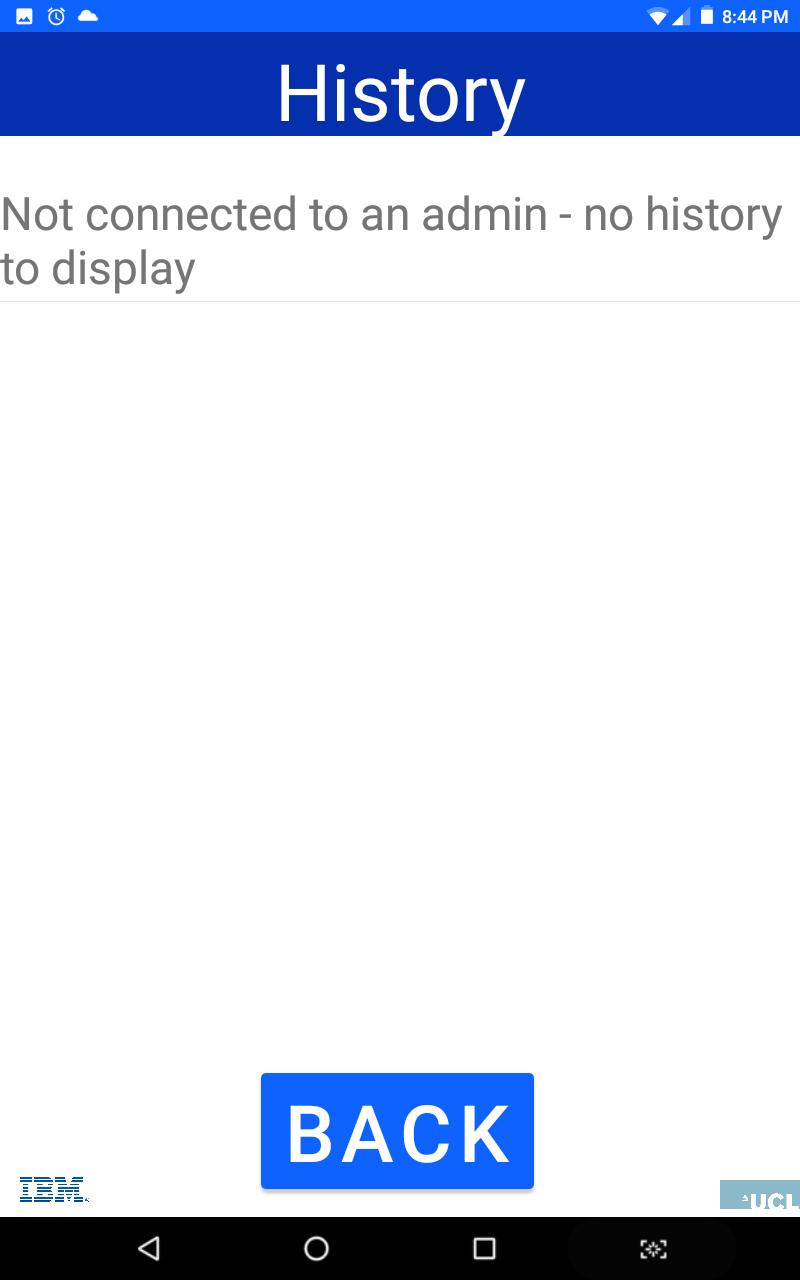 8:44 PM
History
Not connected to an admin - no history
to display
BACK
IBM
UCL